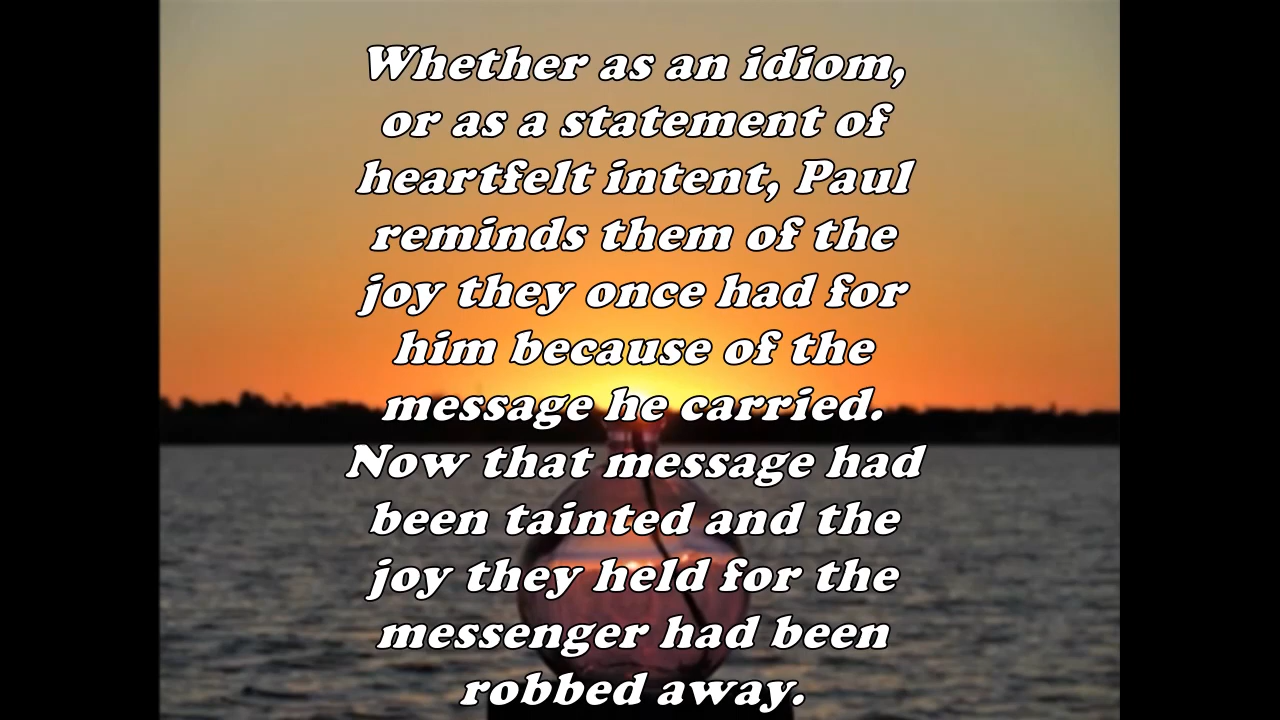 Whether as an idiom,
or as a statement of
heartfelt intent, Paul
reminds them of the
joy they once had for
him because of the
message he carried.
Now that message had
been tainted and the
joy they held for the
messenger had been
robbed away.